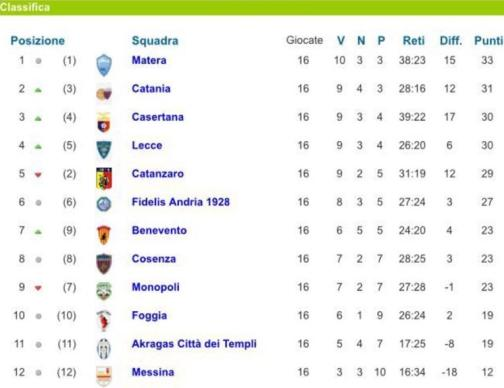 Classifica
Posizione Squadra Giocate V N P Reti Diff. Punti
1 (1) Matera 16 10 3 3 38:23 15 33
2 (3) Catania 16 9 4 3 28:16 12 31
3 (4) Casertana 16 9 3 4 39:22 17 30
4 (5) Lecce 16 9 3 4 26:20 6 30
5 (2) Catanzaro 16 9 2 5 31:19 12 29
6 (6) Fidelis Andria 1928 16 8 3 5 27:24 3 27
7 (9) Benevento 16 6 5 5 24:20 4 23
8 (8) Cosenza 16 7 2 7 28:25 3 23
9 (7) Monopoli 16 7 2 7 27:28 -1 23
10 (10) Foggia 16 6 1 9 26:24 2 19
11 (11) Akragas Città dei Templi 16 5 4 7 17:25 -8 19
12 (12) Messina 16 3 3 10 16:34 -18 12